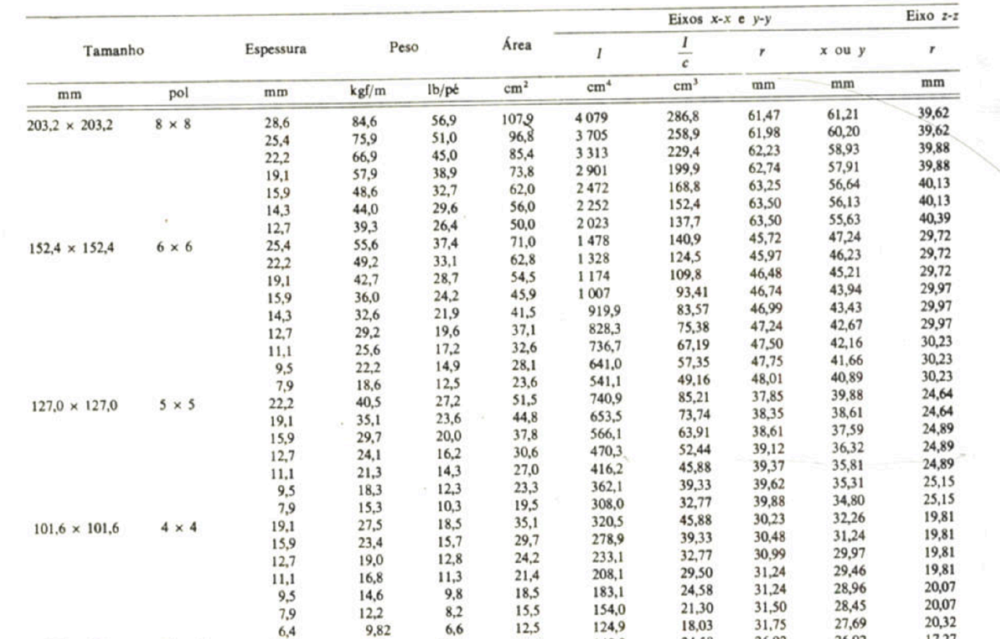 Eixos x-x e y-y Eixo z-z
Tamanho Espessura Peso Área I I/c r x ou y r
mm pol mm kgf/m lb/pé cm² cm⁴ cm³ mm mm mm
203,2 × 203,2 8 × 8 28,6 84,6 56,9 107,9 4 079 286,8 61,47 61,21 39,62
25,4 75,9 51,0 96,8 3 705 258,9 61,98 60,20 39,62
22,2 66,9 45,0 85,4 3 313 229,4 62,23 58,93 39,88
19,1 57,9 38,9 73,8 2 901 199,9 62,74 57,91 39,88
15,9 48,6 32,7 62,0 2 472 168,8 63,25 56,64 40,13
14,3 44,0 29,6 56,0 2 252 152,4 63,50 56,13 40,13
12,7 39,3 26,4 50,0 2 023 137,7 63,50 55,63 40,39
152,4 × 152,4 6 × 6 25,4 55,6 37,4 71,0 1 478 140,9 45,72 47,24 29,72
22,2 49,2 33,1 62,8 1 328 124,5 45,97 46,23 29,72
19,1 42,7 28,7 54,5 1 174 109,8 46,48 45,21 29,72
15,9 36,0 24,2 45,9 1 007 93,41 46,74 43,94 29,97
14,3 32,6 21,9 41,5 919,9 83,57 46,99 43,43 29,97
12,7 29,2 19,6 37,1 828,3 75,38 47,24 42,67 29,97
11,1 25,6 17,2 32,6 736,7 67,19 47,50 42,16 30,23
9,5 22,2 14,9 28,1 641,0 57,35 47,75 41,66 30,23
7,9 18,6 12,5 23,6 541,1 49,16 48,01 40,89 30,23
127,0 × 127,0 5 × 5 22,2 40,5 27,2 51,5 740,9 85,21 37,85 39,88 24,64
19,1 35,1 23,6 44,8 653,5 73,74 38,35 38,61 24,64
15,9 29,7 20,0 37,8 566,1 63,91 38,61 37,59 24,89
12,7 24,1 16,2 30,6 470,3 52,44 39,12 36,32 24,89
11,1 21,3 14,3 27,0 416,2 45,88 39,37 35,81 24,89
9,5 18,3 12,3 23,3 362,1 39,33 39,62 35,31 25,15
7,9 15,3 10,3 19,5 308,0 32,77 39,88 34,80 25,15
101,6 × 101,6 4 × 4 19,1 27,5 18,5 35,1 320,5 45,88 30,23 32,26 19,81
15,9 23,4 15,7 29,7 278,9 39,33 30,48 31,24 19,81
12,7 19,0 12,8 24,2 233,1 32,77 30,99 29,97 19,81
11,1 16,8 11,3 21,4 208,1 29,50 31,24 29,46 19,81
9,5 14,6 9,8 18,5 183,1 24,58 31,24 28,96 20,07
7,9 12,2 8,2 15,5 154,0 21,30 31,50 28,45 20,07
6,4 9,82 6,6 12,5 124,9 18,03 31,75 27,69 20,32